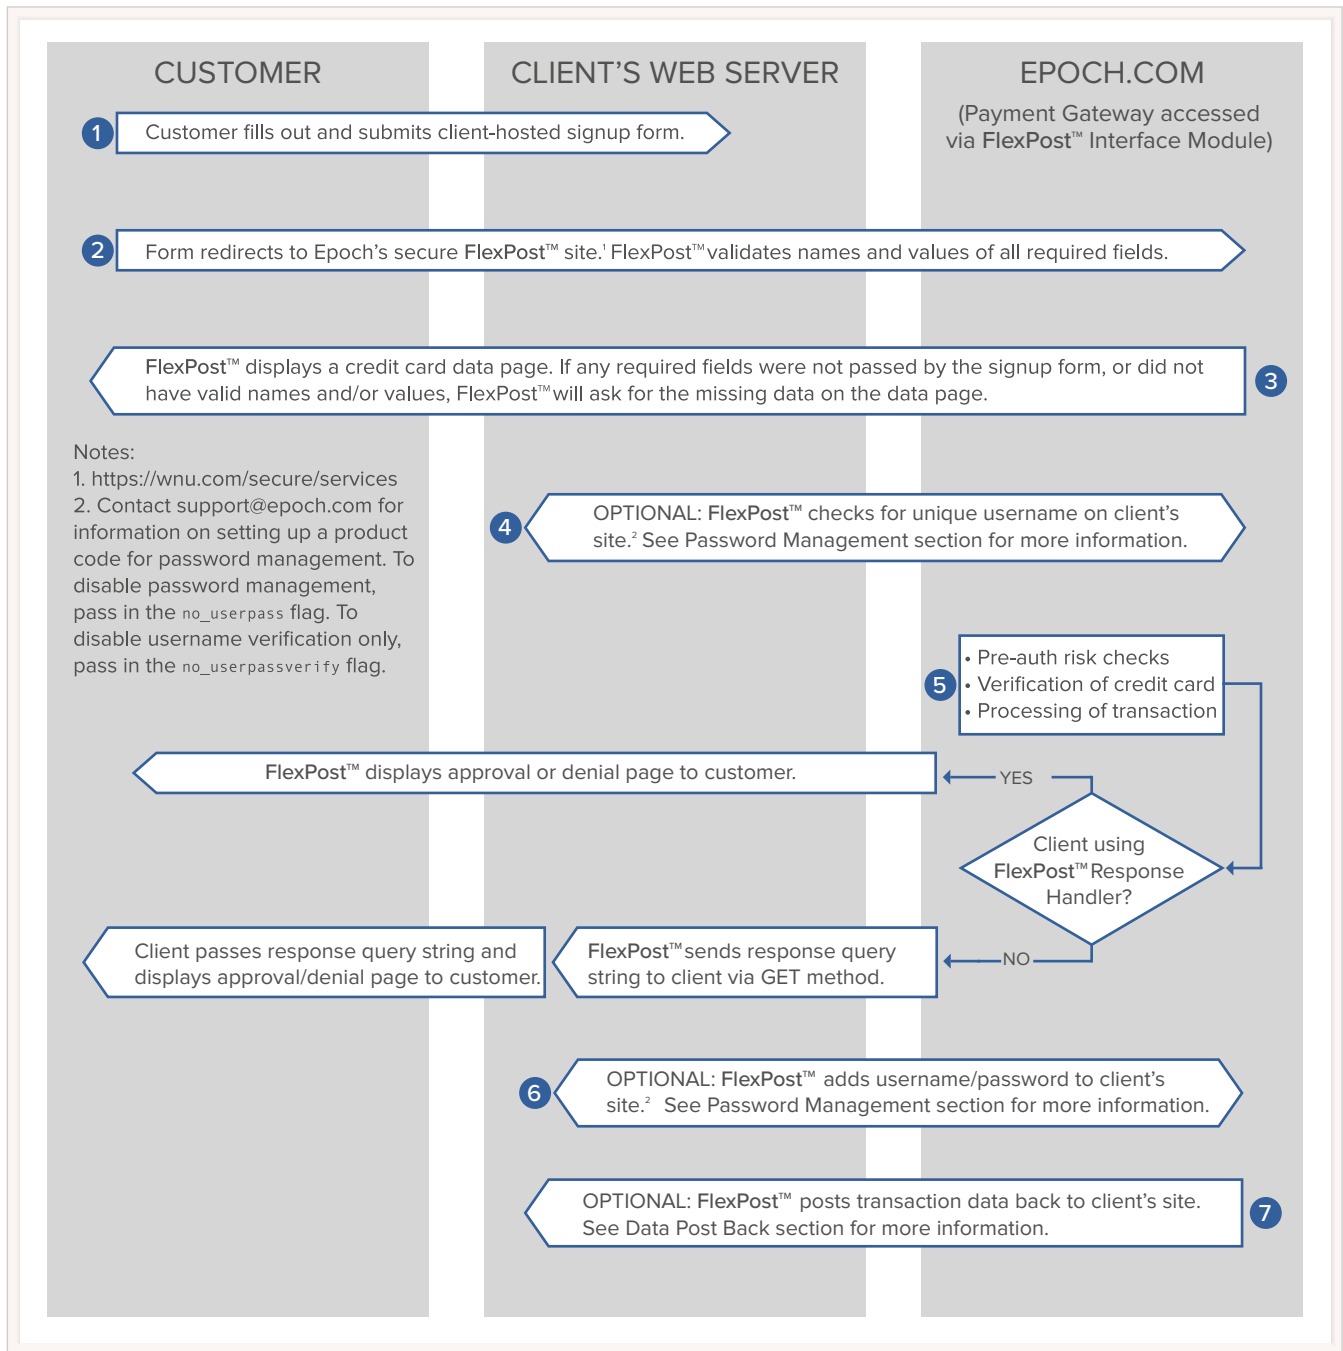 CUSTOMER
CLIENT'S WEB SERVER
EPOCH.COM
(Payment Gateway accessed
via FlexPost™ Interface Module)
1
Customer fills out and submits client-hosted signup form.
2
Form redirects to Epoch's secure FlexPost™ site.¹ FlexPost™ validates names and values of all required fields.
FlexPost™ displays a credit card data page. If any required fields were not passed by the signup form, or did not
have valid names and/or values, FlexPost™ will ask for the missing data on the data page.
3
Notes:
1. https://wnu.com/secure/services
2. Contact support@epoch.com for
information on setting up a product
code for password management. To
disable password management,
pass in the no_userpass flag. To
disable username verification only,
pass in the no_userpassverify flag.
4
OPTIONAL: FlexPost™ checks for unique username on client's
site.² See Password Management section for more information.
5
• Pre-auth risk checks
• Verification of credit card
• Processing of transaction
FlexPost™ displays approval or denial page to customer.
YES
Client using
FlexPost™ Response
Handler?
Client passes response query string and
displays approval/denial page to customer.
FlexPost™ sends response query
string to client via GET method.
NO
6
OPTIONAL: FlexPost™ adds username/password to client's
site.² See Password Management section for more information.
OPTIONAL: FlexPost™ posts transaction data back to client's site.
See Data Post Back section for more information.
7